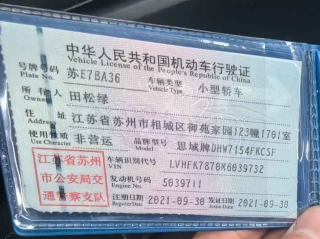 中华人民共和国机动车行驶证
Vehicle License of the People's Republic of China
号牌号码 苏E7BA36 车辆类型 小型轿车
Plate No. Vehicle Type
所有人 田松绿
Owner
住址 江苏省苏州市相城区御苑家园123幢1701室
Address
使用性质 非营运 品牌型号 思域牌DHW7154FKCSF
Use Character Model
江苏省苏州市公安局交通警察支队
车辆识别代号 LVHFK7870K6039732
VIN
发动机号码 5039711
Engine No.
注册日期 2021-09-30 发证日期 2021-09-30
Register Date Issue Date